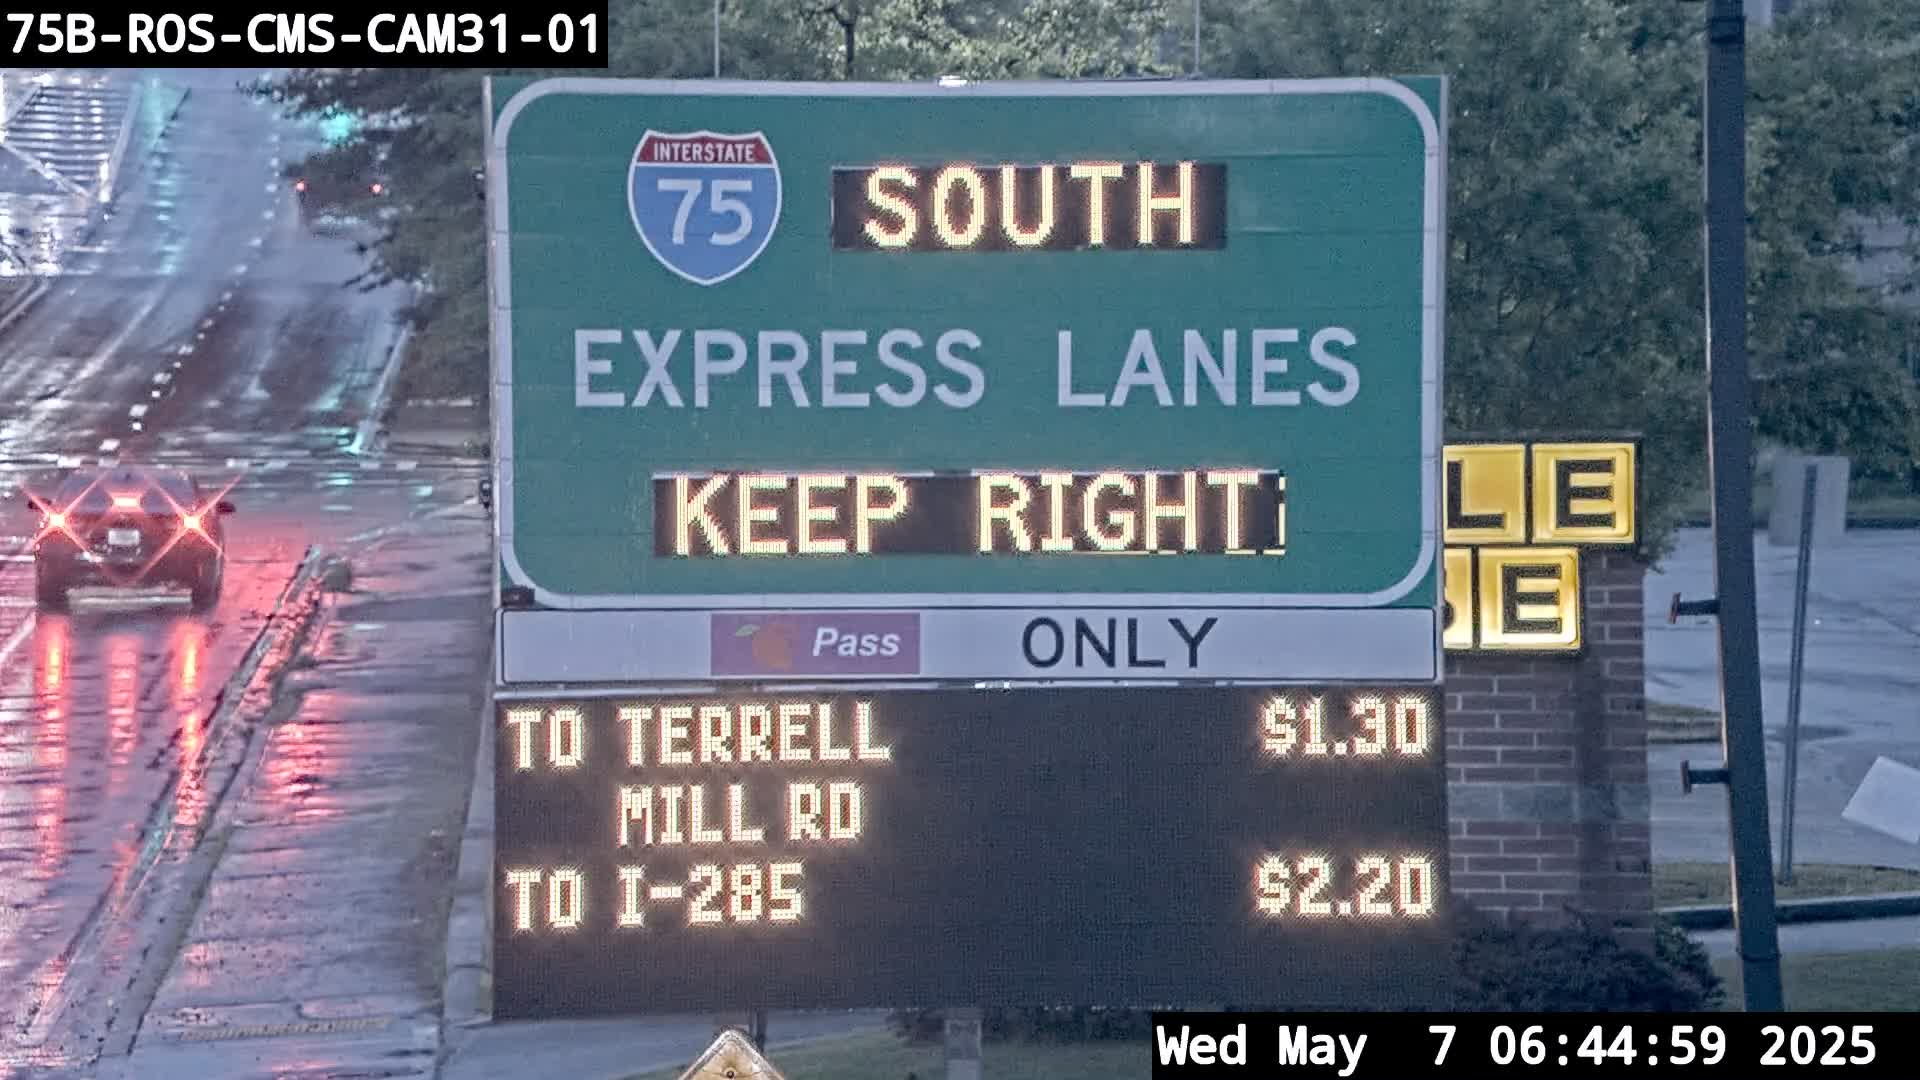 75B-ROS-CMS-CAM31-01
INTERSTATE
75
SOUTH
EXPRESS LANES
KEEP RIGHT
Pass ONLY
LE
E
TO TERRELL $1.30
MILL RD
TO I-285 $2.20
Wed May 7 06:44:59 2025